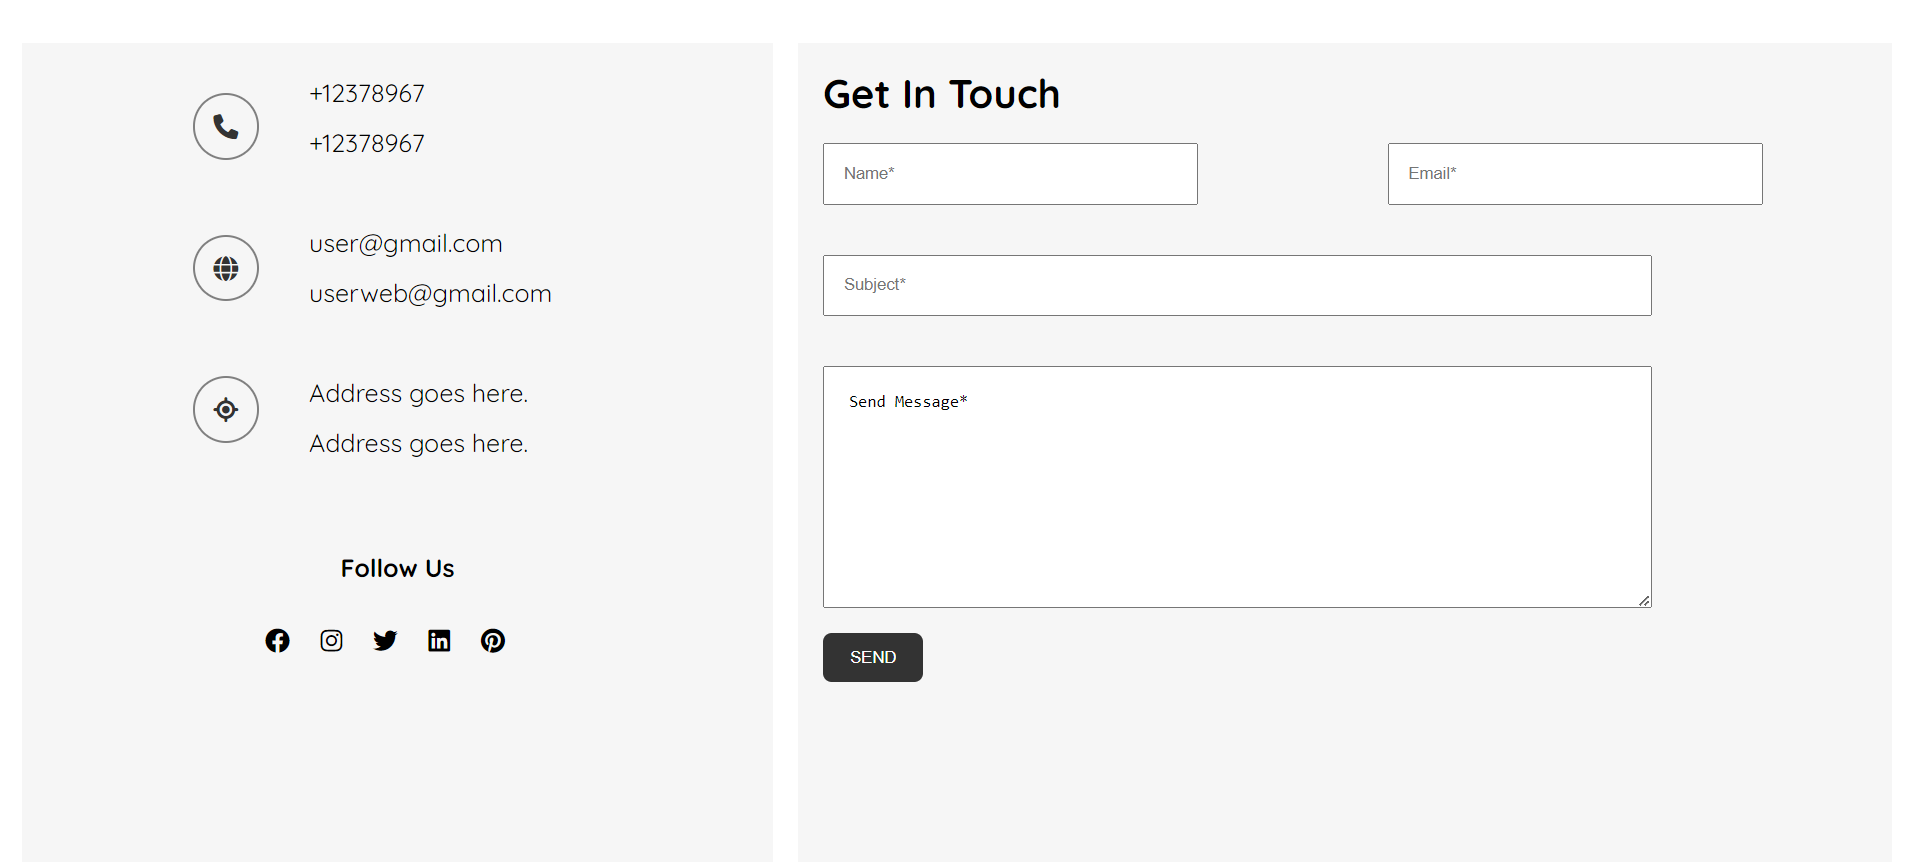 +12378967
+12378967
user@gmail.com
userweb@gmail.com
Address goes here.
Address goes here.
Follow Us
Get In Touch
Name*
Email*
Subject*
Send Message*
SEND